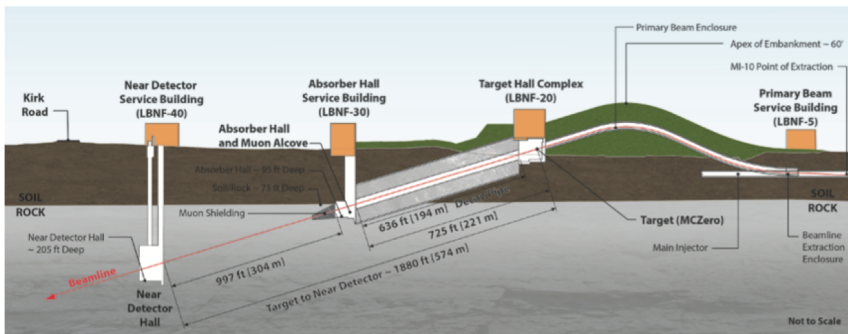 Primary Beam Enclosure
Apex of Embankment ~ 60'
MI-10 Point of Extraction
Near Detector
Service Building
(LBNF-40)
Absorber Hall
Service Building
(LBNF-30)
Target Hall Complex
(LBNF-20)
Primary Beam
Service Building
(LBNF-5)
Kirk
Road
Absorber Hall
and Muon Alcove
Absorber Hall ~ 95 ft Deep
Soil/Rock ~ 75 ft Deep
Muon Shielding
SOIL
ROCK
SOIL
ROCK
636 ft [194 m]
725 ft (221 m)
Target (MCZero)
Main Injector
Beamline
Extraction
Enclosure
Near Detector Hall
~ 205 ft Deep
997 ft (304 m)
Target to Near Detector ~ 1880 ft (574 m)
Beamline
Near
Detector
Hall
Not to Scale